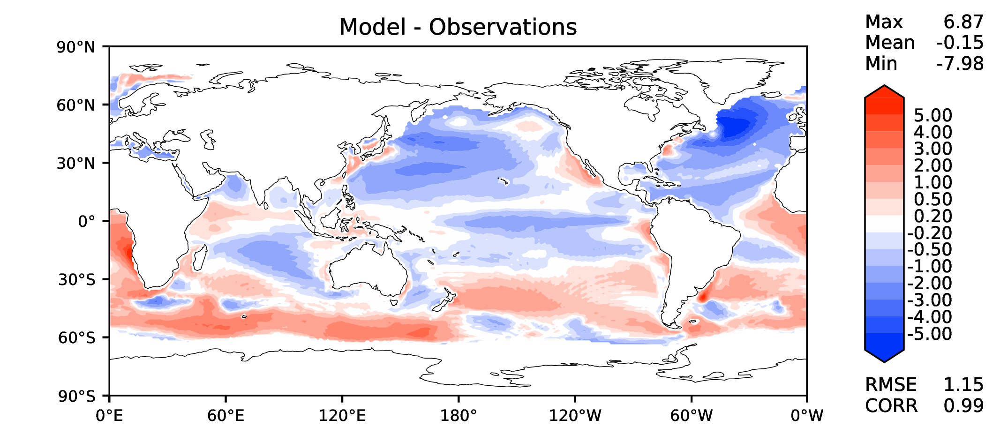 Model - Observations
Max 6.87
Mean -0.15
Min -7.98
90°N
60°N
30°N
0°
30°S
60°S
90°S
0°E 60°E 120°E 180° 120°W 60°W 0°W
5.00
4.00
3.00
2.00
1.00
0.50
0.20
-0.20
-0.50
-1.00
-2.00
-3.00
-4.00
-5.00
RMSE 1.15
CORR 0.99